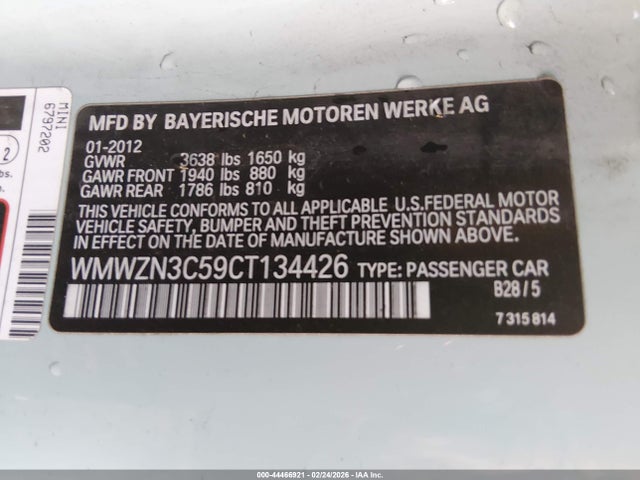 MINI
6797202
2
bs.
MFD BY BAYERISCHE MOTOREN WERKE AG
01-2012
GVWR 3638 lbs 1650 kg
GAWR FRONT 1940 lbs 880 kg
GAWR REAR 1786 lbs 810 kg
THIS VEHICLE CONFORMS TO ALL APPLICABLE U.S.FEDERAL MOTOR
VEHICLE SAFETY, BUMPER AND THEFT PREVENTION STANDARDS
IN EFFECT ON THE DATE OF MANUFACTURE SHOWN ABOVE.
WMWZN3C59CT134426 TYPE: PASSENGER CAR
B28 / 5
7 315 814
000-44466921 - 02/24/2026 - IAA Inc.